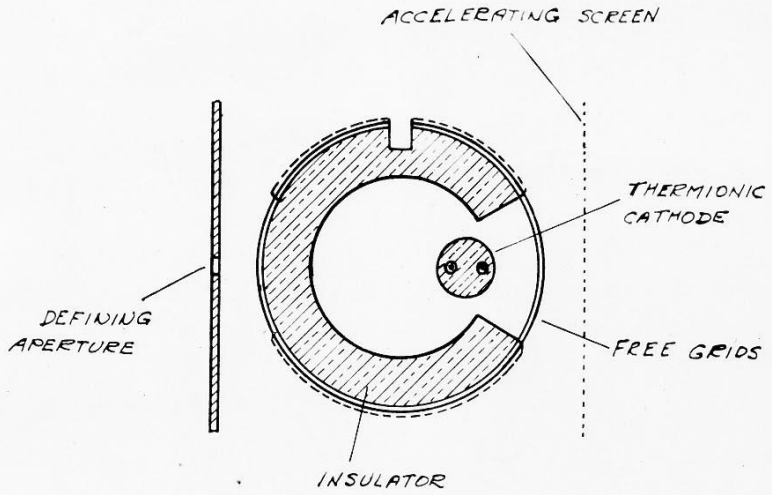 ACCELERATING SCREEN
THERMIONIC
CATHODE
DEFINING
APERTURE
FREE GRIDS
INSULATOR